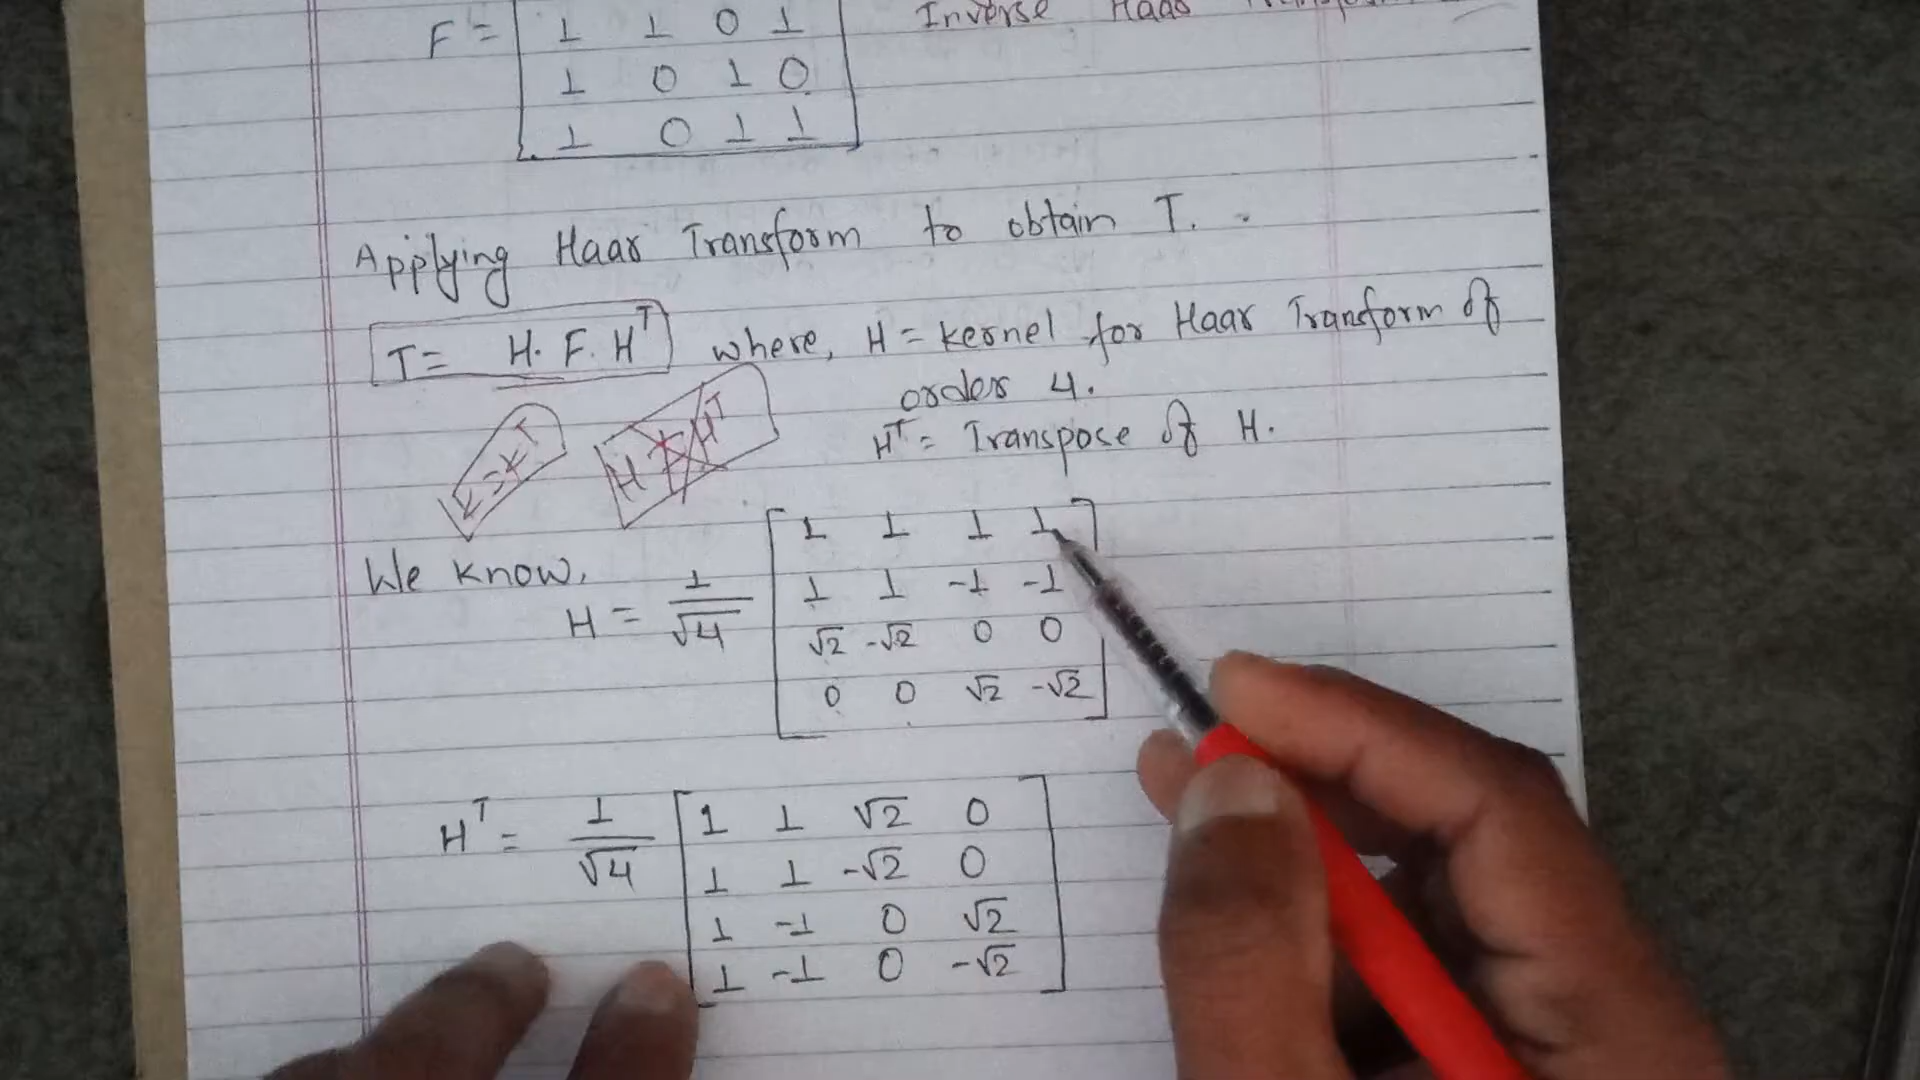 Inverse Haar
F = 1 1 0 1
1 0 1 0
1 0 1 1
Applying Haar Transform to obtain T.
T = H. F. H^T where, H = kernel for Haar Transform of
order 4.
H^T = Transpose of H.
We know,
H = 1/√4 [ 1 1 1 1
1 1 -1 -1
√2 -√2 0 0
0 0 √2 -√2 ]
H^T = 1/√4 [ 1 1 √2 0
1 1 -√2 0
1 -1 0 √2
1 -1 0 -√2 ]